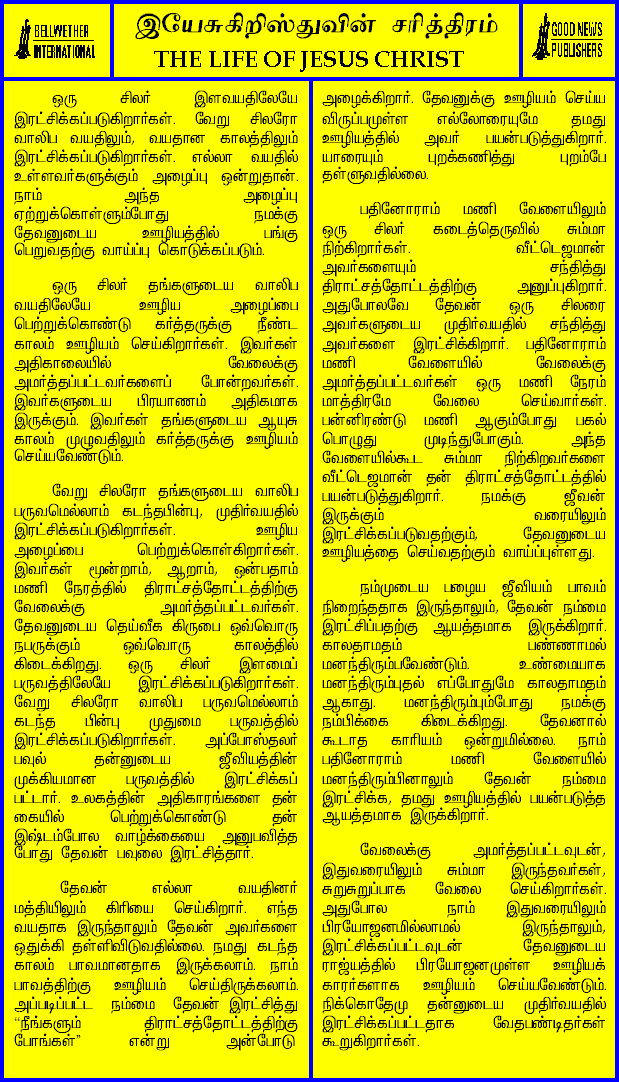 BELLWETHER
INTERNATIONAL
இயேசுகிறிஸ்துவின் சரித்திரம்
THE LIFE OF JESUS CHRIST
GOOD NEWS
PUBLISHERS
ஒரு சிலர் இளவயதிலேயே
இரட்சிக்கப்படுகிறார்கள். வேறு சிலரோ
வாலிப வயதிலும், வயதான காலத்திலும்
இரட்சிக்கப்படுகிறார்கள். எல்லா வயதில்
உள்ளவர்களுக்கும் அழைப்பு ஒன்றுதான்.
நாம் அந்த அழைப்பு
ஏற்றுக்கொள்ளும்போது நமக்கு
தேவனுடைய ஊழியத்தில் பங்கு
பெறுவதற்கு வாய்ப்பு கொடுக்கப்படும்.
ஒரு சிலர் தங்களுடைய வாலிப
வயதிலேயே ஊழிய அழைப்பை
பெற்றுக்கொண்டு கர்த்தருக்கு நீண்ட
காலம் ஊழியம் செய்கிறார்கள். இவர்கள்
அதிகாலையில் வேலைக்கு
அமர்த்தப்பட்டவர்களைப் போன்றவர்கள்.
இவர்களுடைய பிரயாணம் அதிகமாக
இருக்கும். இவர்கள் தங்களுடைய ஆயுசு
காலம் முழுவதிலும் கர்த்தருக்கு ஊழியம்
செய்யவேண்டும்.
வேறு சிலரோ தங்களுடைய வாலிப
பருவமெல்லாம் கடந்தபின்பு, முதிர்வயதில்
இரட்சிக்கப்படுகிறார்கள். ஊழிய
அழைப்பை பெற்றுக்கொள்கிறார்கள்.
இவர்கள் மூன்றாம், ஆறாம், ஒன்பதாம்
மணி நேரத்தில் திராட்சத்தோட்டத்திற்கு
வேலைக்கு அமர்த்தப்பட்டவர்கள்.
தேவனுடைய தெய்வீக கிருபை ஒவ்வொரு
நபருக்கும் ஒவ்வொரு காலத்தில்
கிடைக்கிறது. ஒரு சிலர் இளமைப்
பருவத்திலேயே இரட்சிக்கப்படுகிறார்கள்.
வேறு சிலரோ வாலிப பருவமெல்லாம்
கடந்த பின்பு முதுமை பருவத்தில்
இரட்சிக்கப்படுகிறார்கள். அப்போஸ்தலர்
பவுல் தன்னுடைய ஜீவியத்தின்
முக்கியமான பருவத்தில் இரட்சிக்கப்
பட்டார். உலகத்தின் அதிகாரங்களை தன்
கையில் பெற்றுக்கொண்டு தன்
இஷ்டம்போல வாழ்க்கையை அனுபவித்த
போது தேவன் பவுலை இரட்சித்தார்.
தேவன் எல்லா வயதினர்
மத்தியிலும் கிரியை செய்கிறார். எந்த
வயதாக இருந்தாலும் தேவன் அவர்களை
ஒதுக்கி தள்ளிவிடுவதில்லை. நமது கடந்த
காலம் பாவமானதாக இருக்கலாம். நாம்
பாவத்திற்கு ஊழியம் செய்திருக்கலாம்.
அப்படிப்பட்ட நம்மை தேவன் இரட்சித்து
“நீங்களும் திராட்சத்தோட்டத்திற்கு
போங்கள்” என்று அன்போடு
அழைக்கிறார். தேவனுக்கு ஊழியம் செய்ய
விருப்பமுள்ள எல்லோரையுமே தமது
ஊழியத்தில் அவர் பயன்படுத்துகிறார்.
யாரையும் புறக்கணித்து புறம்பே
தள்ளுவதில்லை.
பதினோராம் மணி வேளையிலும்
ஒரு சிலர் கடைத்தெருவில் சும்மா
நிற்கிறார்கள். வீட்டெஜமான்
அவர்களையும் சந்தித்து
திராட்சத்தோட்டத்திற்கு அனுப்புகிறார்.
அதுபோலவே தேவன் ஒரு சிலரை
அவர்களுடைய முதிர்வயதில் சந்தித்து
அவர்களை இரட்சிக்கிறார். பதினோராம்
மணி வேளையில் வேலைக்கு
அமர்த்தப்பட்டவர்கள் ஒரு மணி நேரம்
மாத்திரமே வேலை செய்வார்கள்.
பன்னிரண்டு மணி ஆகும்போது பகல்
பொழுது முடிந்துபோகும். அந்த
வேளையில்கூட சும்மா நிற்கிறவர்களை
வீட்டெஜமான் தன் திராட்சத்தோட்டத்தில்
பயன்படுத்துகிறார். நமக்கு ஜீவன்
இருக்கும் வரையிலும்
இரட்சிக்கப்படுவதற்கும், தேவனுடைய
ஊழியத்தை செய்வதற்கும் வாய்ப்புள்ளது.
நம்முடைய பழைய ஜீவியம் பாவம்
நிறைந்ததாக இருந்தாலும், தேவன் நம்மை
இரட்சிப்பதற்கு ஆயத்தமாக இருக்கிறார்.
காலதாமதம் பண்ணாமல்
மனந்திரும்பவேண்டும். உண்மையாக
மனந்திரும்புதல் எப்போதுமே காலதாமதம்
ஆகாது. மனந்திரும்பும்போது நமக்கு
நம்பிக்கை கிடைக்கிறது. தேவனால்
கூடாத காரியம் ஒன்றுமில்லை. நாம்
பதினோராம் மணி வேளையில்
மனந்திரும்பினாலும் தேவன் நம்மை
இரட்சிக்க, தமது ஊழியத்தில் பயன்படுத்த
ஆயத்தமாக இருக்கிறார்.
வேலைக்கு அமர்த்தப்பட்டவுடன்,
இதுவரையிலும் சும்மா இருந்தவர்கள்,
சுறுசுறுப்பாக வேலை செய்கிறார்கள்.
அதுபோல நாம் இதுவரையிலும்
பிரயோஜனமில்லாமல் இருந்தாலும்,
இரட்சிக்கப்பட்டவுடன் தேவனுடைய
ராஜ்யத்தில் பிரயோஜனமுள்ள ஊழியக்
காரர்களாக ஊழியம் செய்யவேண்டும்.
நிக்கொதேமு தன்னுடைய முதிர்வயதில்
இரட்சிக்கப்பட்டதாக வேதபண்டிதர்கள்
கூறுகிறார்கள்.